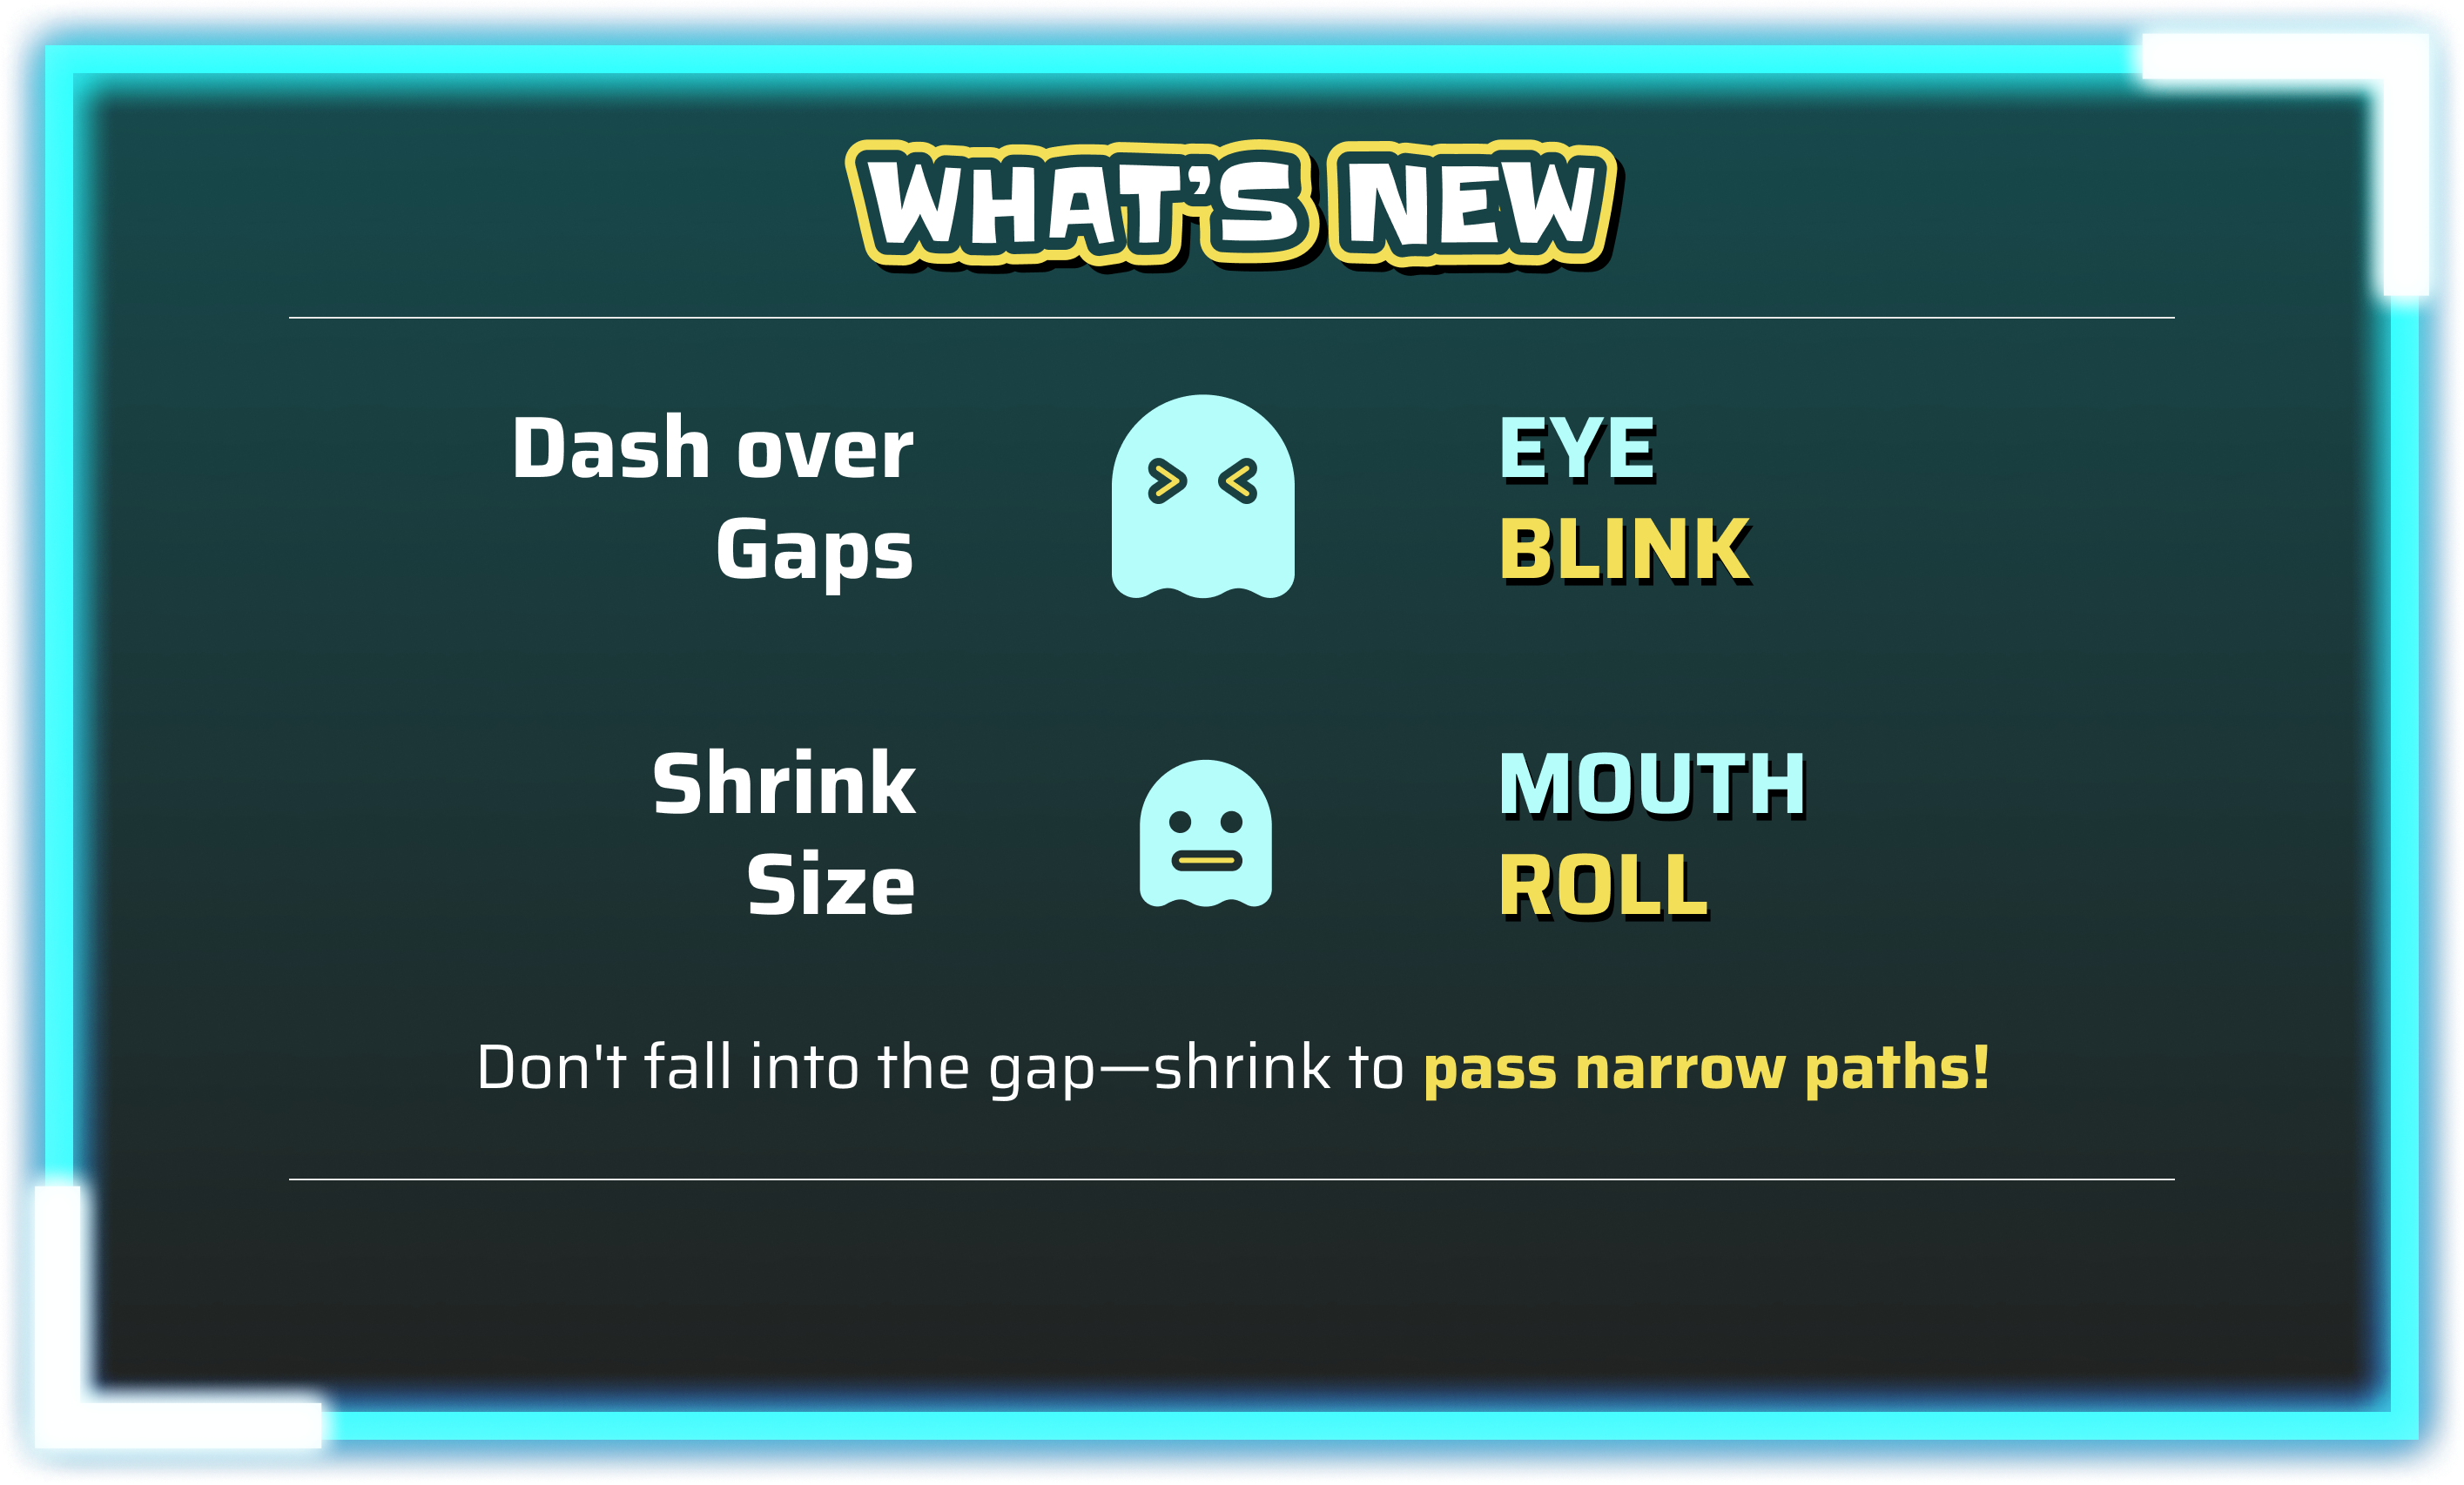 WHAT'S NEW
Dash over
Gaps
EYE
BLINK
Shrink
Size
MOUTH
ROLL
Don't fall into the gap—shrink to pass narrow paths!